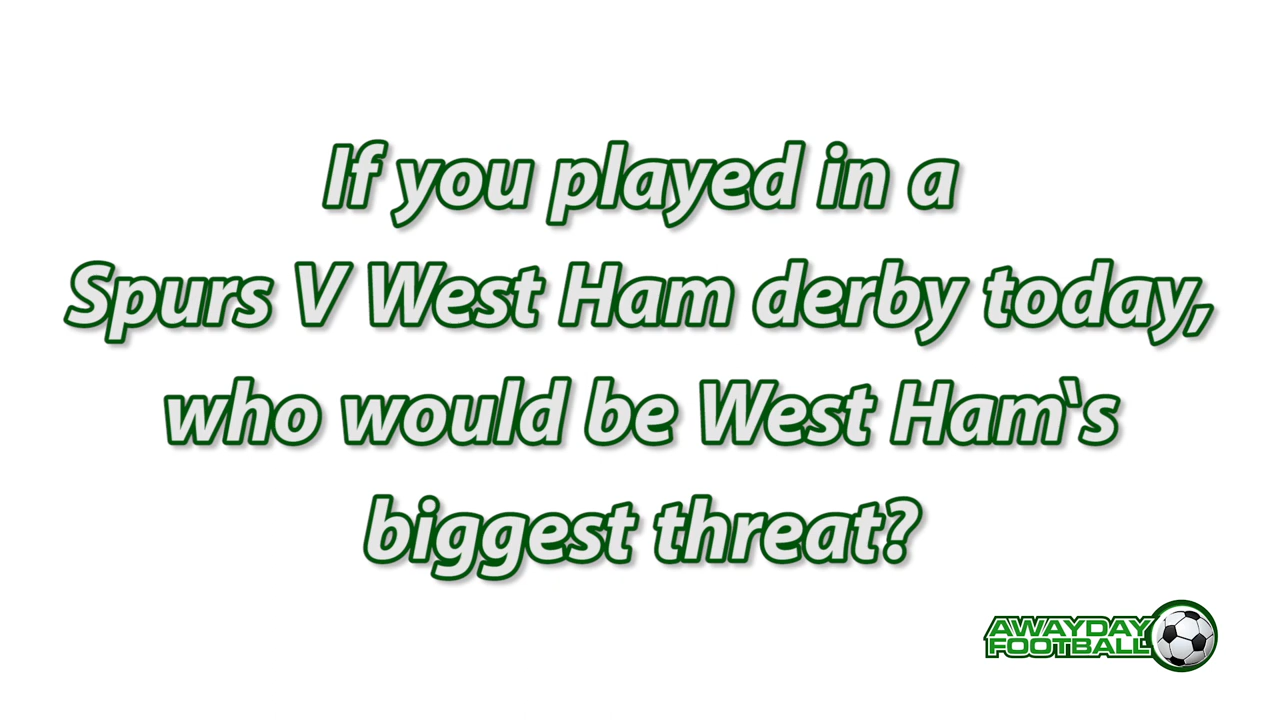 If you played in a
Spurs V West Ham derby today,
who would be West Ham`s
biggest threat?
AWAYDAY
FOOTBALL